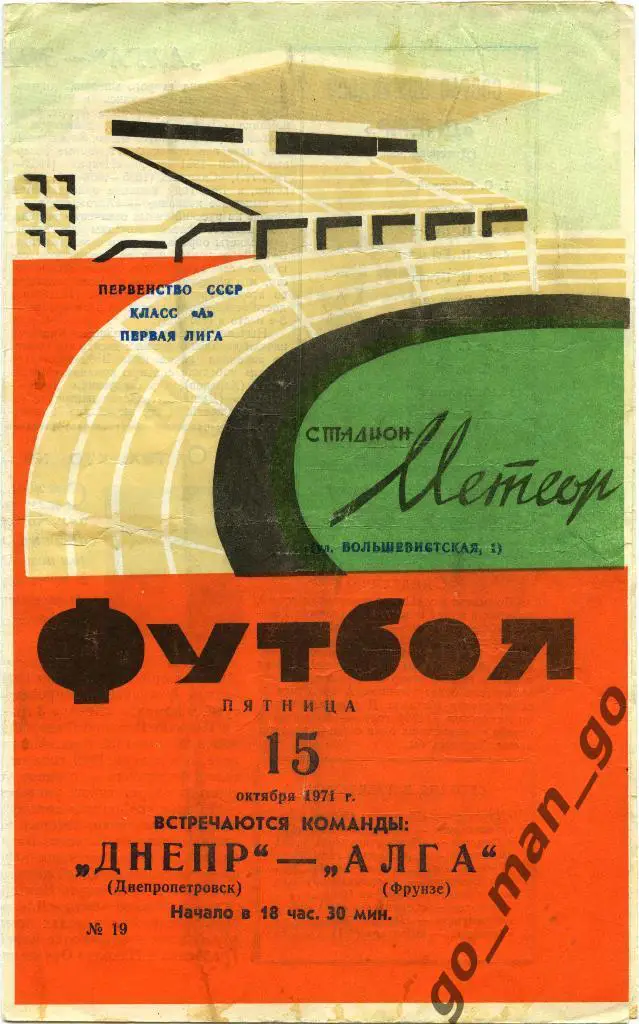 ПЕРВЕНСТВО СССР
КЛАСС «А»
ПЕРВАЯ ЛИГА
СТАДИОН
Метеор
(ул. БОЛЬШЕВИСТСКАЯ, 1)
ФУТБОЛ
ПЯТНИЦА
15
октября 1971 г.
ВСТРЕЧАЮТСЯ КОМАНДЫ:
„ДНЕПР“ — „АЛГА“
(Днепропетровск) (Фрунзе)
Начало в 18 час. 30 мин.
№ 19
go_man_go